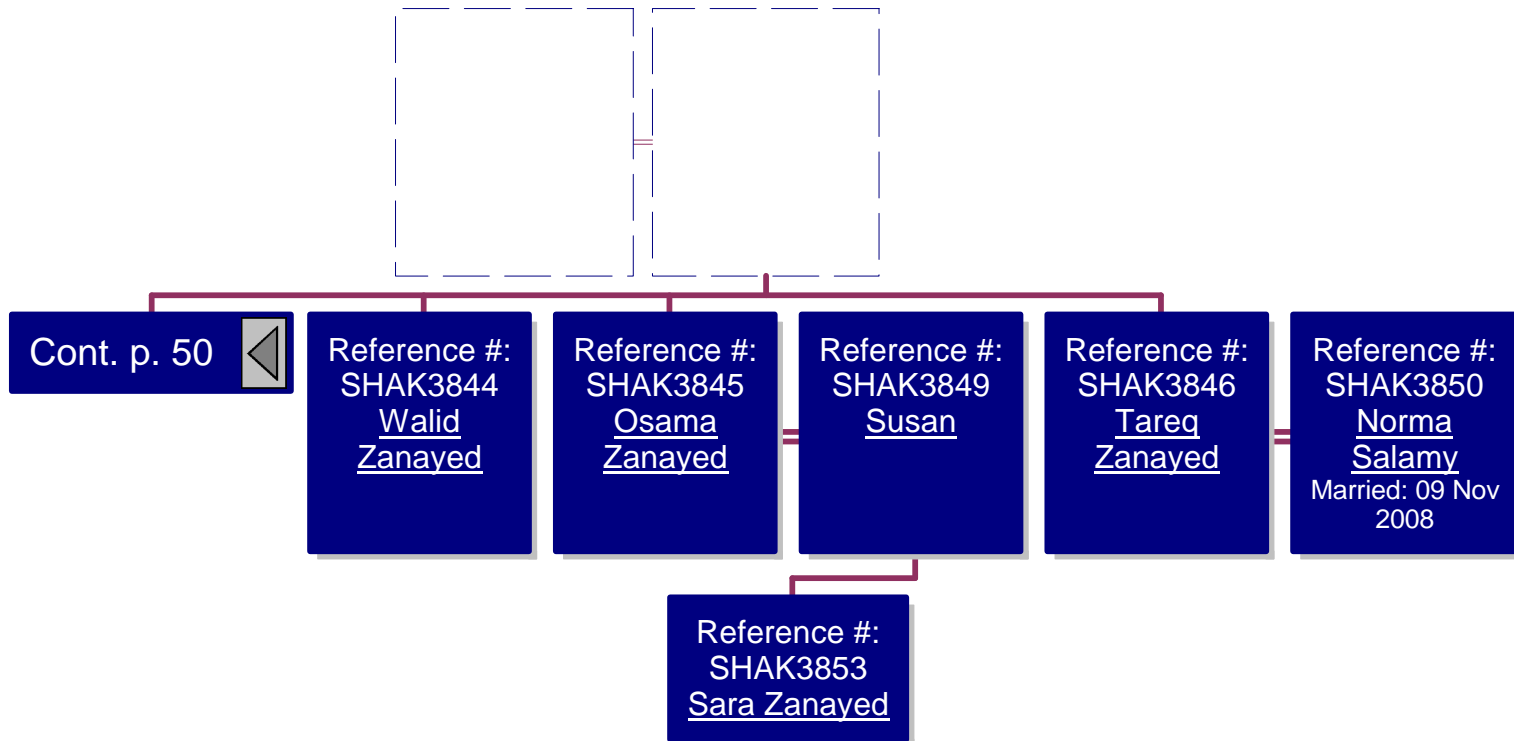 Cont. p. 50
Reference #:
SHAK3844
Walid
Zanayed
Reference #:
SHAK3845
Osama
Zanayed
Reference #:
SHAK3849
Susan
Reference #:
SHAK3846
Tareq
Zanayed
Reference #:
SHAK3850
Norma
Salamy
Married: 09 Nov
2008
Reference #:
SHAK3853
Sara Zanayed